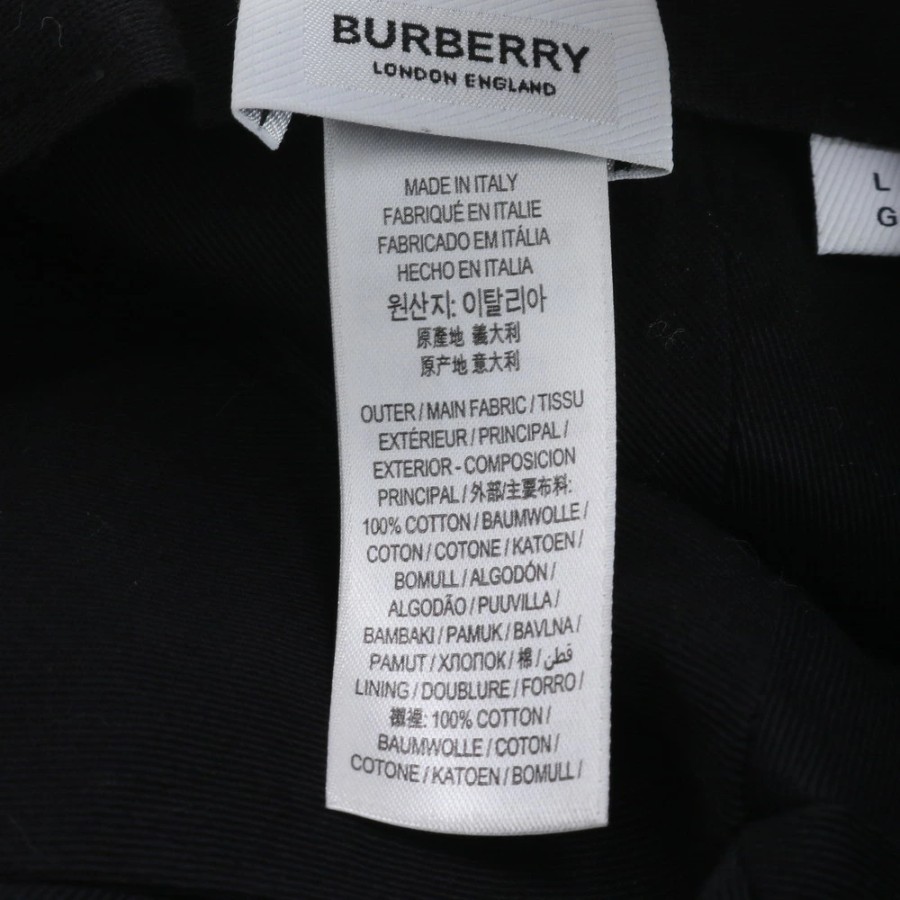 BURBERRY
LONDON ENGLAND
MADE IN ITALY
FABRIQUÉ EN ITALIE
FABRICADO EM ITÁLIA
HECHO EN ITALIA
원산지: 이탈리아
原產地 義大利
原产地 意大利
OUTER / MAIN FABRIC / TISSU
EXTÉRIEUR / PRINCIPAL /
EXTERIOR - COMPOSICION
PRINCIPAL / 外部/主要布料:
100% COTTON / BAUMWOLLE /
COTON / COTONE / KATOEN /
BOMULL / ALGODÓN /
ALGODÃO / PUUVILLA /
BAMBAKI / PAMUK / BAVLNA /
PAMUT / ХЛОПОК / 棉 / قطن /
LINING / DOUBLURE / FORRO /
襯裡: 100% COTTON /
BAUMWOLLE / COTON /
COTONE / KATOEN / BOMULL /
L
G